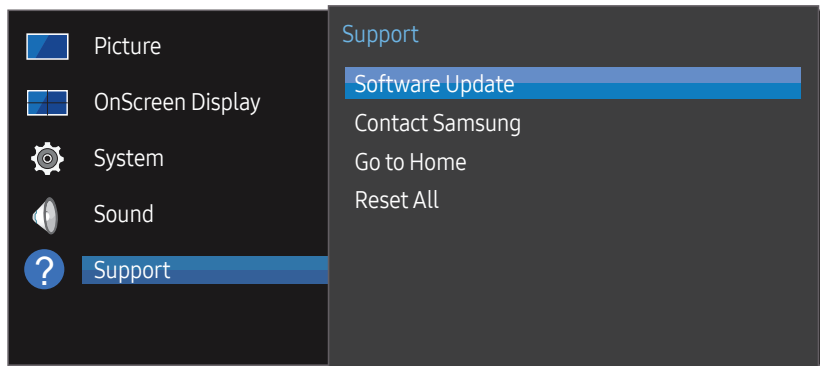 Picture
OnScreen Display
System
Sound
?
Support
Support
Software Update
Contact Samsung
Go to Home
Reset All